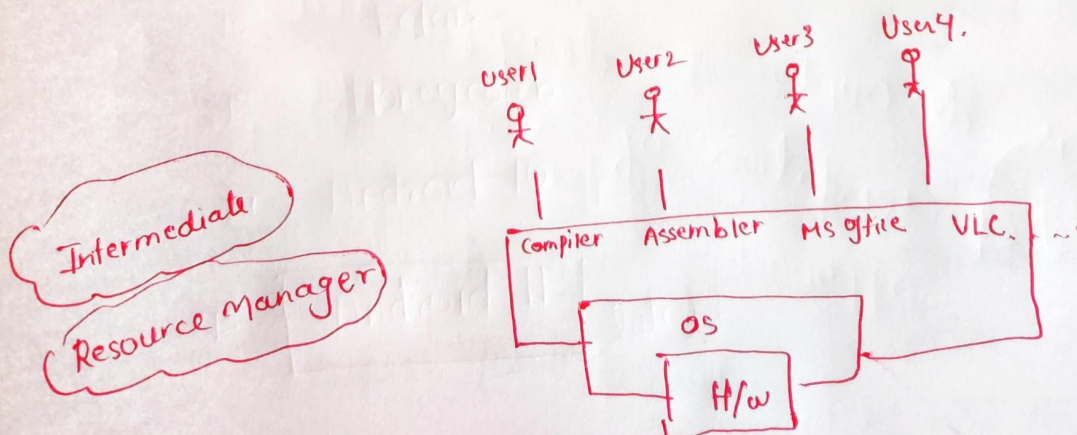 User1 User2 User3 User4.
Intermediate
Resource Manager
Compiler Assembler MS office VLC. . ~
OS
H/w